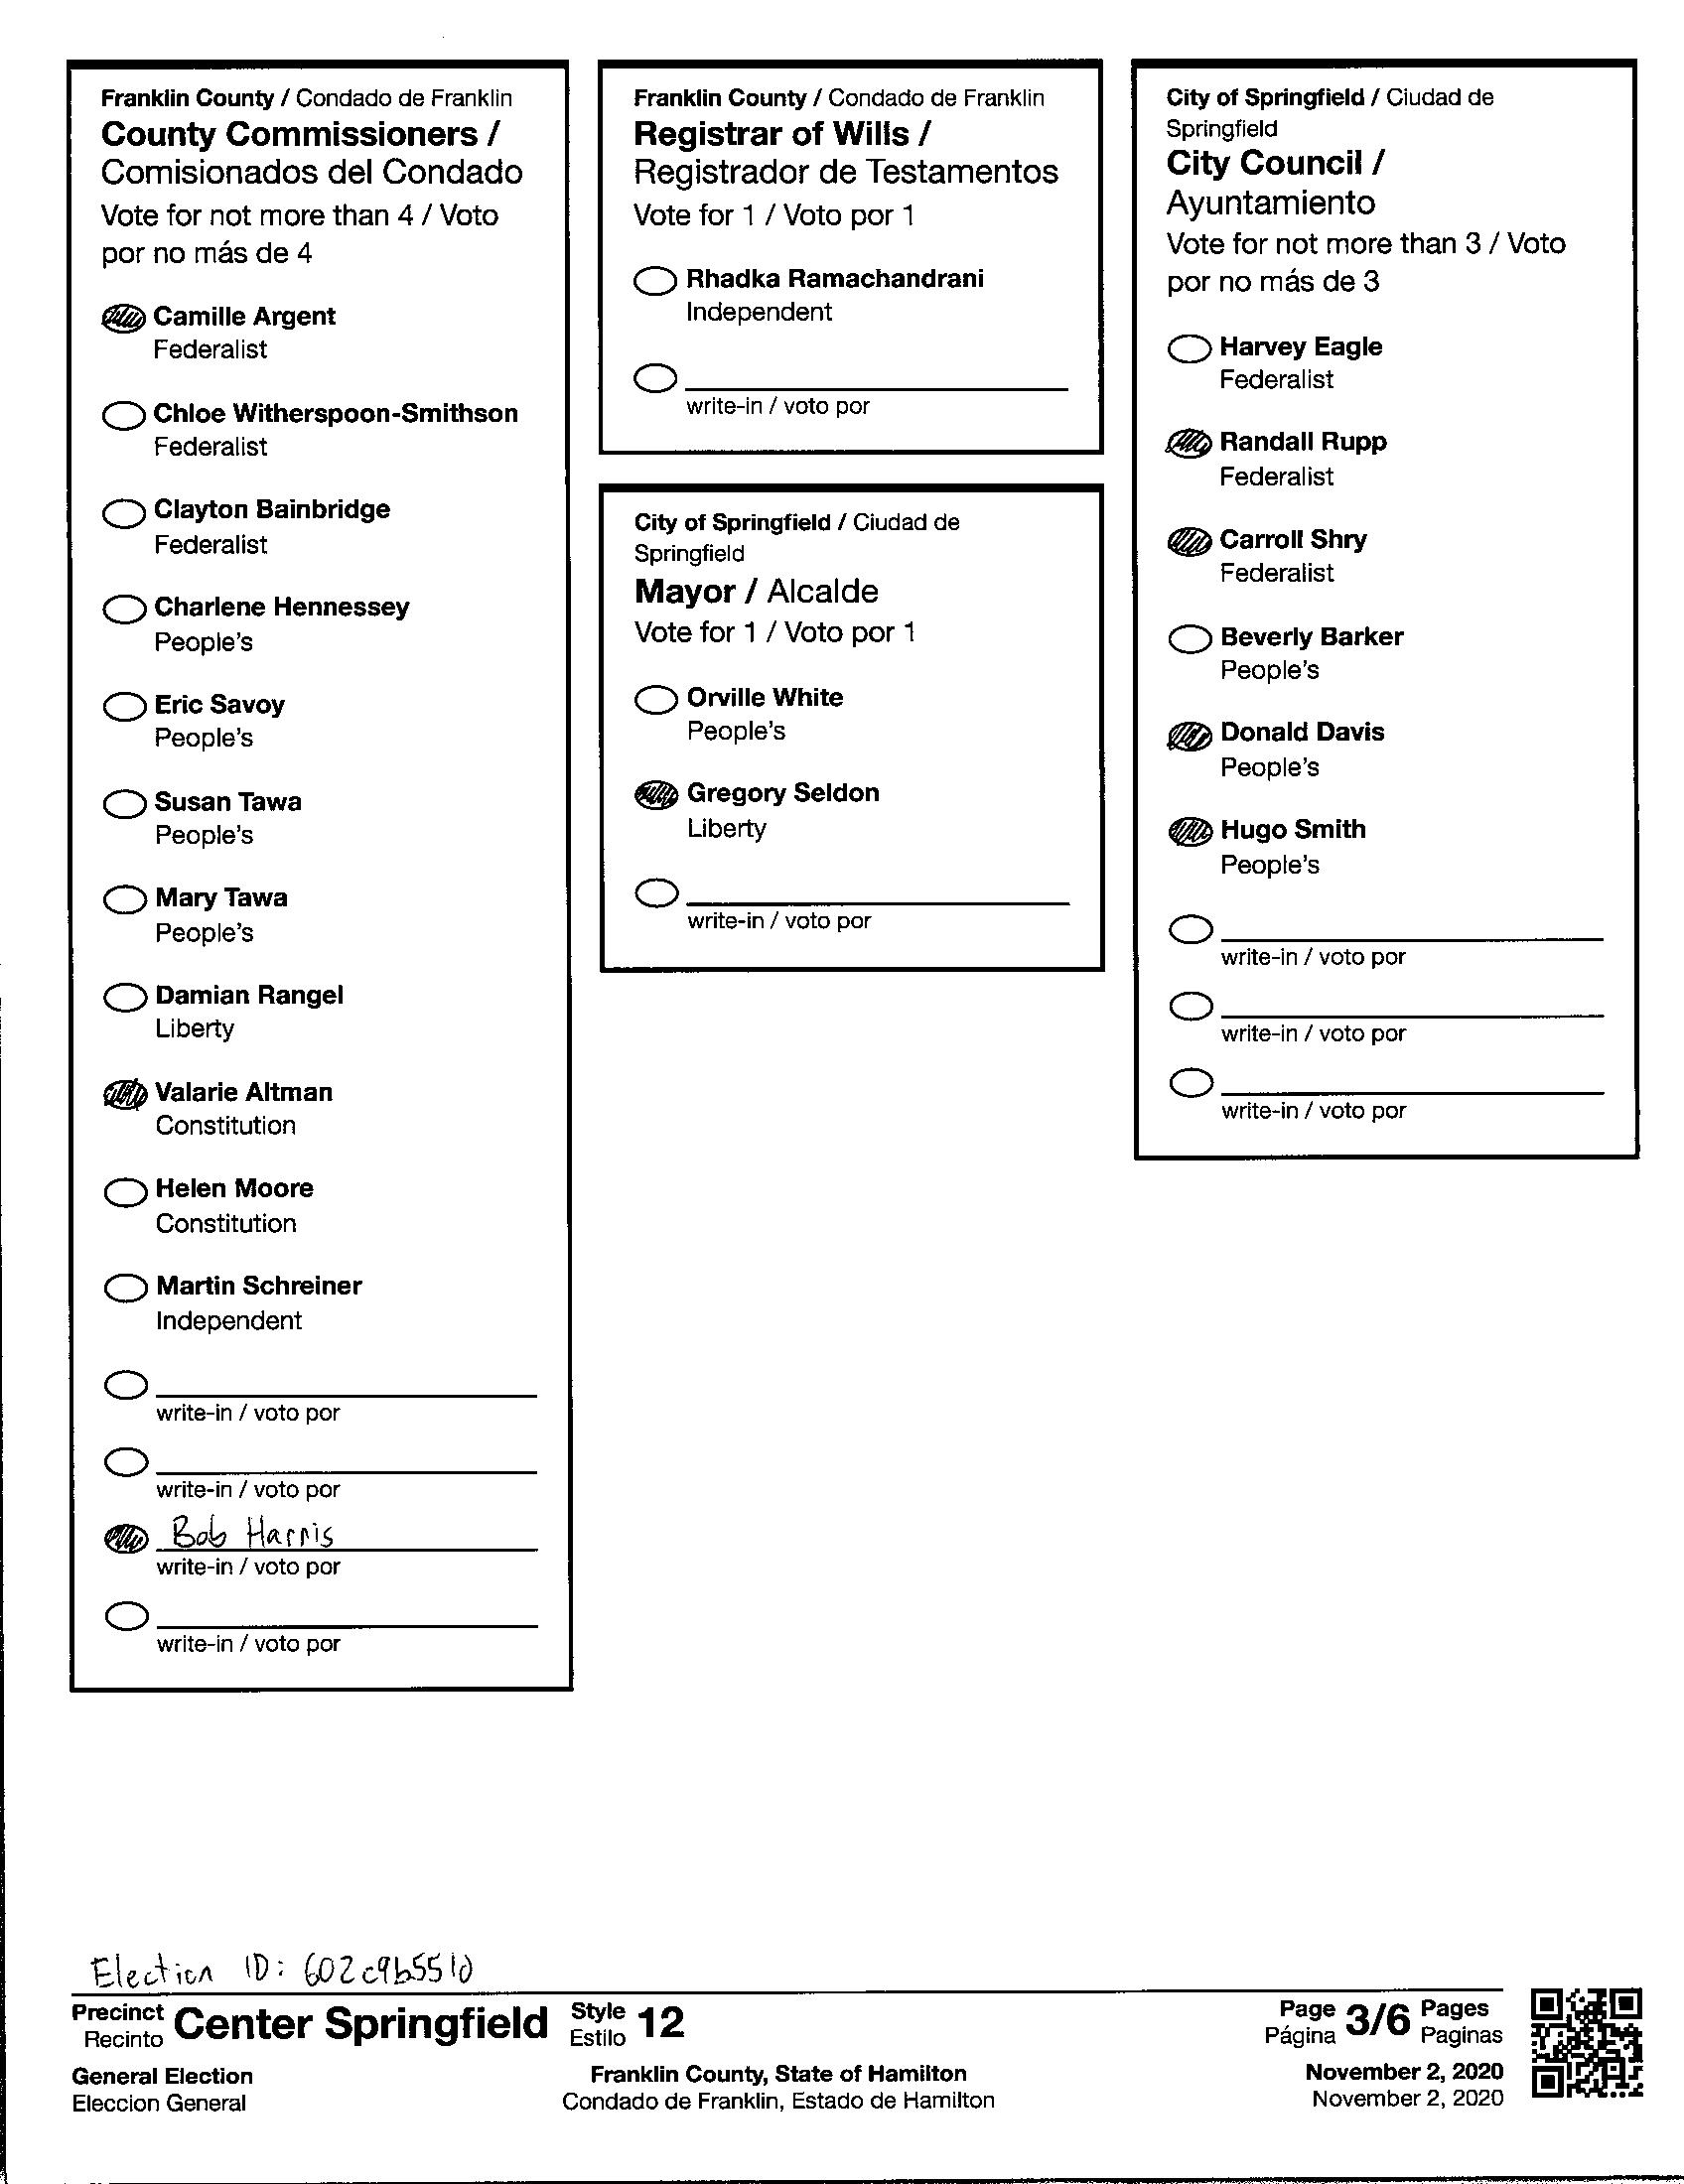 Franklin County / Condado de Franklin
County Commissioners /
Comisionados del Condado
Vote for not more than 4 / Voto
por no más de 4
Camille Argent
Federalist
Chloe Witherspoon-Smithson
Federalist
Clayton Bainbridge
Federalist
Charlene Hennessey
People's
Eric Savoy
People's
Susan Tawa
People's
Mary Tawa
People's
Damian Rangel
Liberty
Valarie Altman
Constitution
Helen Moore
Constitution
Martin Schreiner
Independent
write-in / voto por
write-in / voto por
Bob Harris
write-in / voto por
write-in / voto por
Franklin County / Condado de Franklin
Registrar of Wills /
Registrador de Testamentos
Vote for 1 / Voto por 1
Rhadka Ramachandrani
Independent
write-in / voto por
City of Springfield / Ciudad de
Springfield
Mayor / Alcalde
Vote for 1 / Voto por 1
Orville White
People's
Gregory Seldon
Liberty
write-in / voto por
City of Springfield / Ciudad de
Springfield
City Council /
Ayuntamiento
Vote for not more than 3 / Voto
por no más de 3
Harvey Eagle
Federalist
Randall Rupp
Federalist
Carroll Shry
Federalist
Beverly Barker
People's
Donald Davis
People's
Hugo Smith
People's
write-in / voto por
write-in / voto por
write-in / voto por
Election ID: 602c9b551d
Precinct Center Springfield Style 12
Recinto Estilo
Page 3/6 Pages
Página Paginas
General Election
Eleccion General
Franklin County, State of Hamilton
Condado de Franklin, Estado de Hamilton
November 2, 2020
November 2, 2020